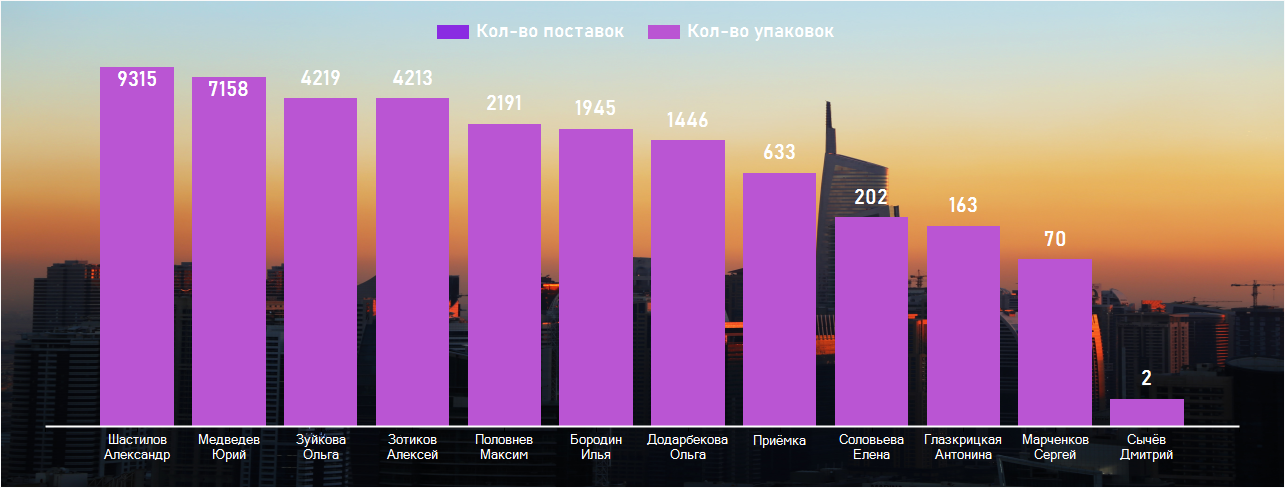 Кол-во поставок Кол-во упаковок
9315 7158 4219 4213 2191 1945 1446 633 202 163 70 2
Шастилов Медведев Зуйкова Зотиков Половнев Бородин Додарбекова Приёмка Соловьева Глазкрицкая Марченков Сычёв
Александр Юрий Ольга Алексей Максим Илья Ольга Елена Антонина Сергей Дмитрий